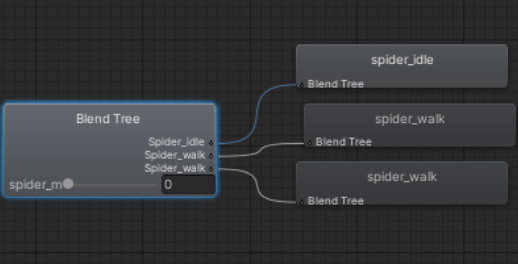 spider_idle
Blend Tree
Blend Tree
spider_walk
Spider_idle
Blend Tree
Spider_walk
Spider_walk
spider_m
0
spider_walk
Blend Tree